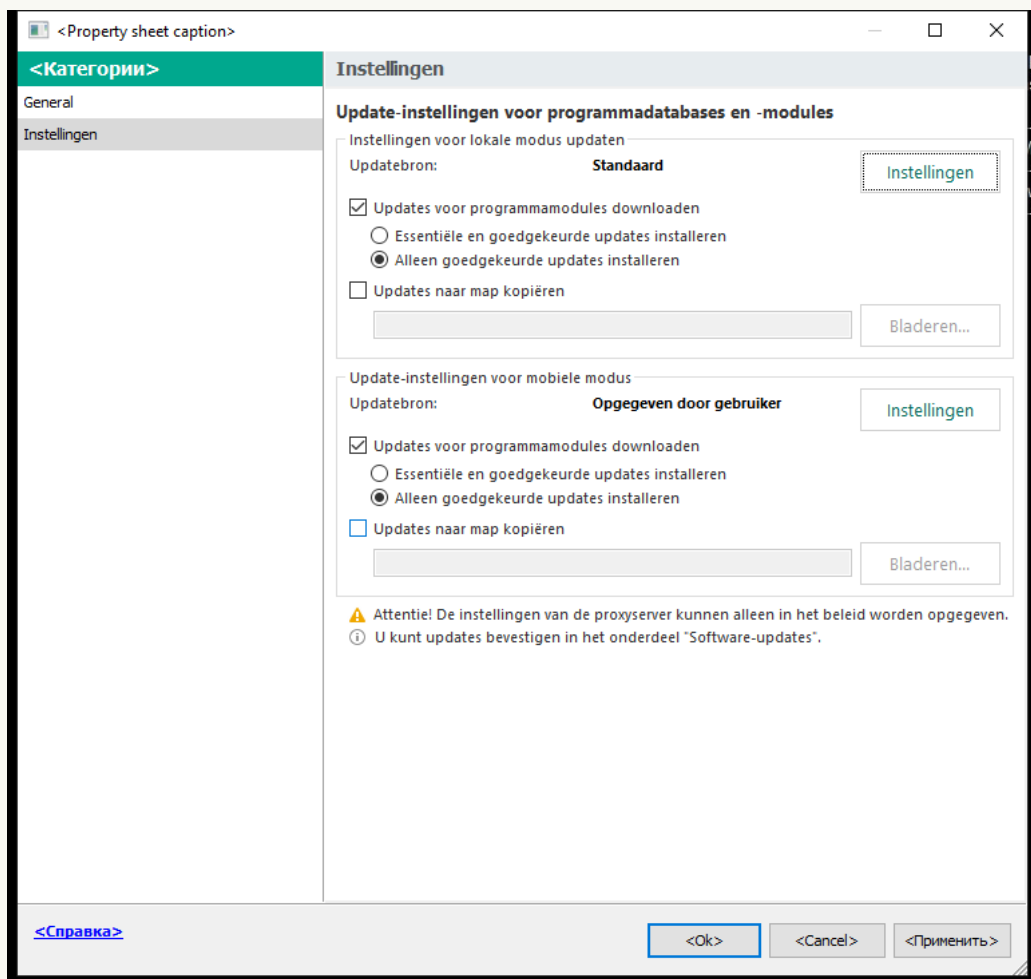 <Property sheet caption>
<Категории>
General
Instellingen
Instellingen
Update-instellingen voor programmadatabases en -modules
Instellingen voor lokale modus updaten
Updatebron: Standaard
Instellingen
Updates voor programmamodules downloaden
Essentiële en goedgekeurde updates installeren
Alleen goedgekeurde updates installeren
Updates naar map kopiëren
Bladeren...
Update-instellingen voor mobiele modus
Updatebron: Opgegeven door gebruiker
Instellingen
Updates voor programmamodules downloaden
Essentiële en goedgekeurde updates installeren
Alleen goedgekeurde updates installeren
Updates naar map kopiëren
Bladeren...
Attentie! De instellingen van de proxyserver kunnen alleen in het beleid worden opgegeven.
U kunt updates bevestigen in het onderdeel "Software-updates".
<Справка>
<Ok> <Cancel> <Применить>